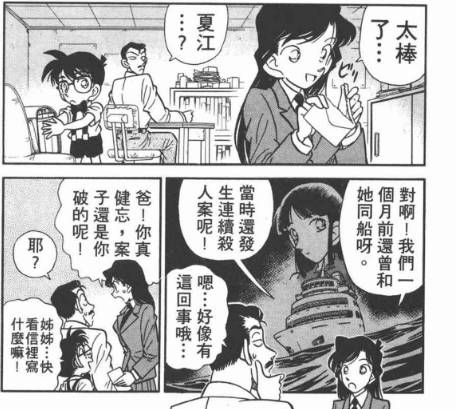 太棒
了…
夏江
…?
對啊!我們一
個月前還曾和
她同船呀。
當時還發
生連續殺
人案呢!
嗯…好像有
這回事哦…
爸!你真
健忘,案
子還是你
破的呢!
耶?
姊姊…快
看信裡寫
什麼嘛!